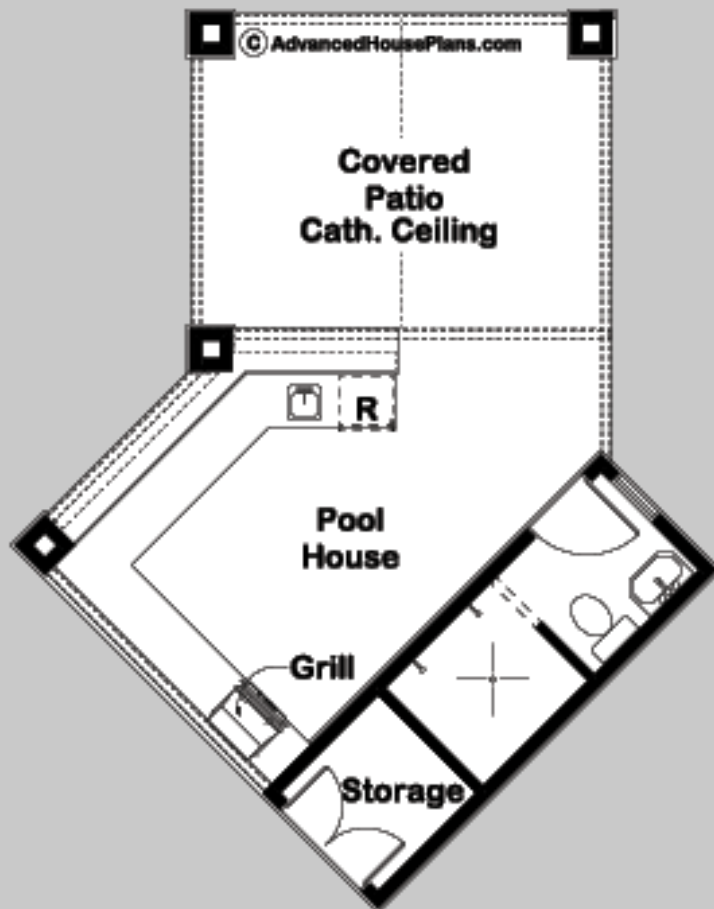 © AdvancedHousePlans.com
Covered
Patio
Cath. Ceiling
R
Pool
House
Grill
Storage